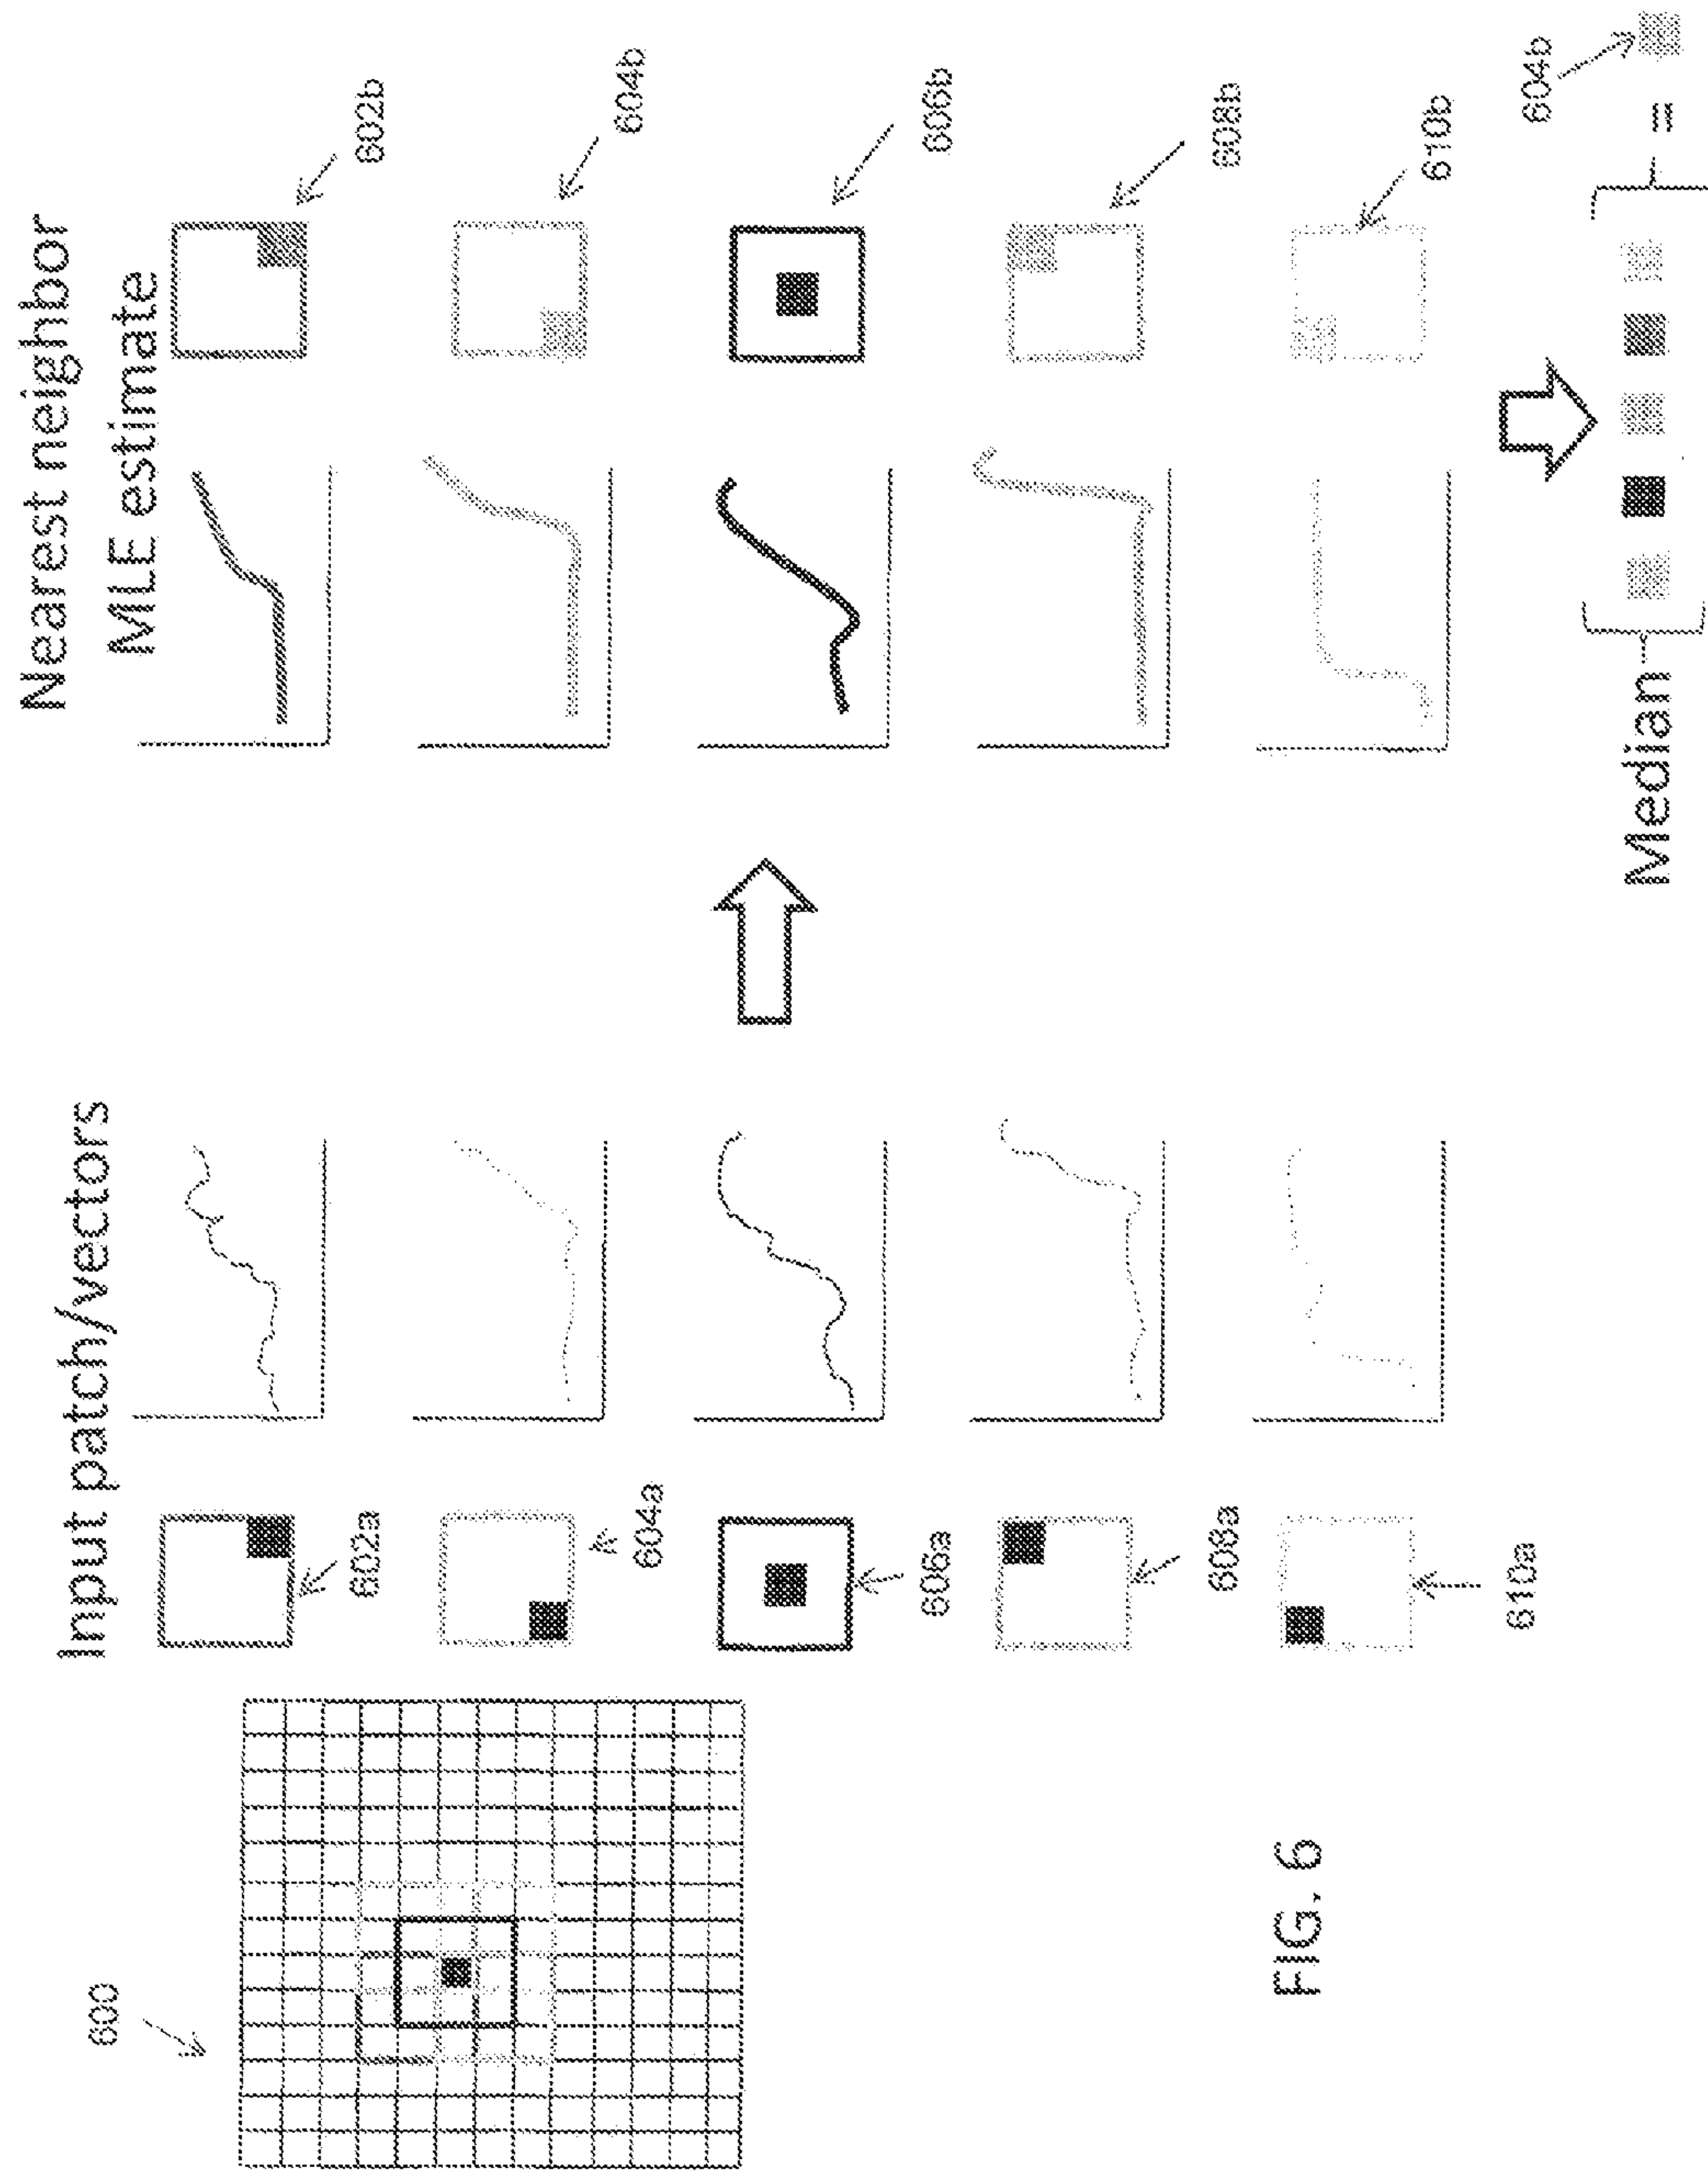 600
Input patch/vectors
602a
604a
606a
608a
610a
Nearest neighbor
MLE estimate
602b
604b
606b
608b
610b
Median
=
604b
FIG. 6